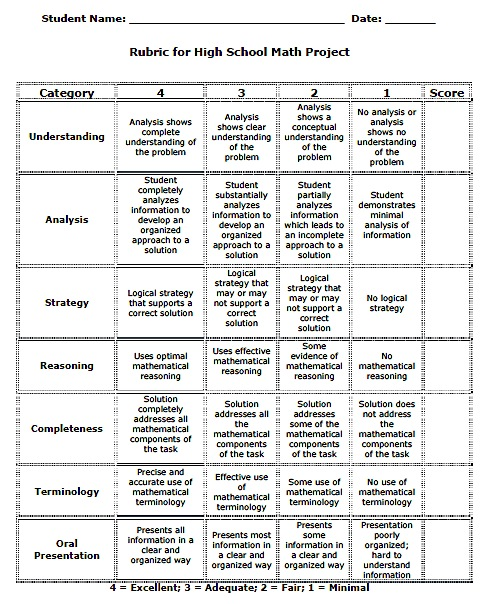 Student Name: ______________________________ Date: _______
Rubric for High School Math Project
Category 4 3 2 1 Score
Understanding
Analysis shows
complete
understanding of
the problem
Analysis
shows clear
understanding
of the
problem
Analysis
shows a
conceptual
understanding
of the
problem
No analysis or
analysis
shows no
understanding
of the
problem
Analysis
Student
completely
analyzes
information to
develop an
organized
approach to a
solution
Student
substantially
analyzes
information to
develop an
organized
approach to a
solution
Student
partially
analyzes
information
which leads to
an incomplete
approach to a
solution
Student
demonstrates
minimal
analysis of
information
Strategy
Logical strategy
that supports a
correct solution
Logical
strategy that
may or may
not support a
correct
solution
Logical
strategy that
may or may
not support a
correct
solution
No logical
strategy
Reasoning
Uses optimal
mathematical
reasoning
Uses effective
mathematical
reasoning
Some
evidence of
mathematical
reasoning
No
mathematical
reasoning
Completeness
Solution
completely
addresses all
mathematical
components of
the task
Solution
addresses all
the
mathematical
components
of the task
Solution
addresses
some of the
mathematical
components
of the task
Solution does
not address
the
mathematical
components of
the task
Terminology
Precise and
accurate use of
mathematical
terminology
Effective use
of
mathematical
terminology
Some use of
mathematical
terminology
No use of
mathematical
terminology
Oral
Presentation
Presents all
information in a
clear and
organized way
Presents most
information in
a clear and
organized way
Presents
some
information in
a clear and
organized way
Presentation
poorly
organized;
hard to
understand
information
4 = Excellent; 3 = Adequate; 2 = Fair; 1 = Minimal